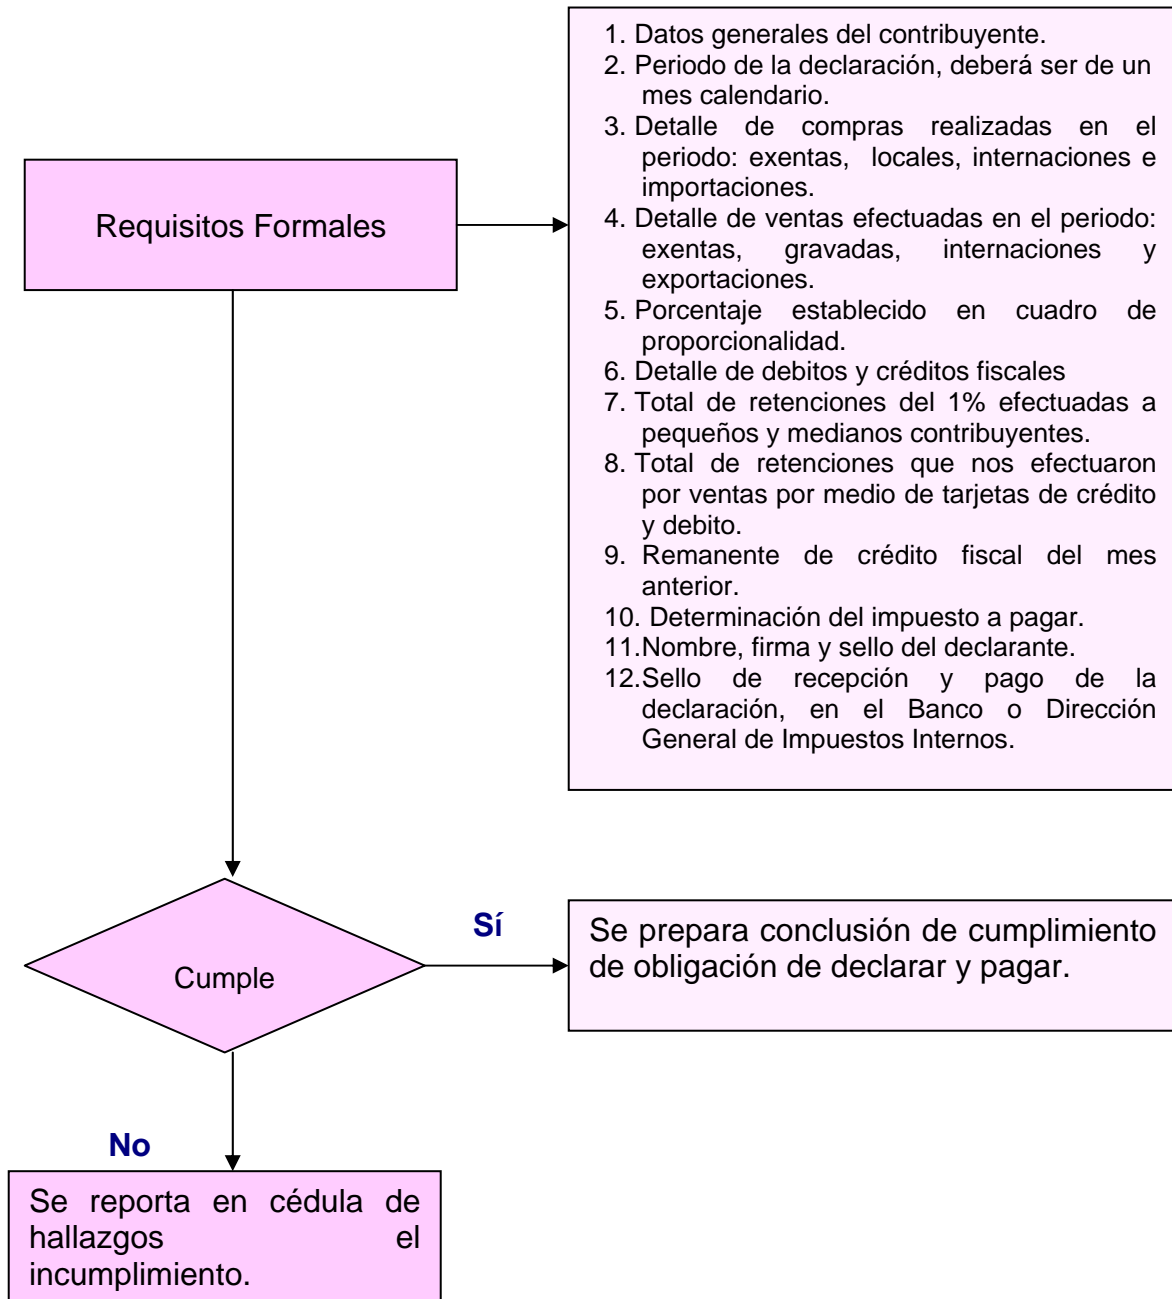 1. Datos generales del contribuyente.
2. Periodo de la declaración, deberá ser de un
mes calendario.
3. Detalle de compras realizadas en el
periodo: exentas, locales, internaciones e
importaciones.
4. Detalle de ventas efectuadas en el periodo:
exentas, gravadas, internaciones y
exportaciones.
5. Porcentaje establecido en cuadro de
proporcionalidad.
6. Detalle de debitos y créditos fiscales
7. Total de retenciones del 1% efectuadas a
pequeños y medianos contribuyentes.
8. Total de retenciones que nos efectuaron
por ventas por medio de tarjetas de crédito
y debito.
9. Remanente de crédito fiscal del mes
anterior.
10. Determinación del impuesto a pagar.
11.Nombre, firma y sello del declarante.
12.Sello de recepción y pago de la
declaración, en el Banco o Dirección
General de Impuestos Internos.
Requisitos Formales
Cumple
Sí
Se prepara conclusión de cumplimiento
de obligación de declarar y pagar.
No
Se reporta en cédula de
hallazgos el
incumplimiento.